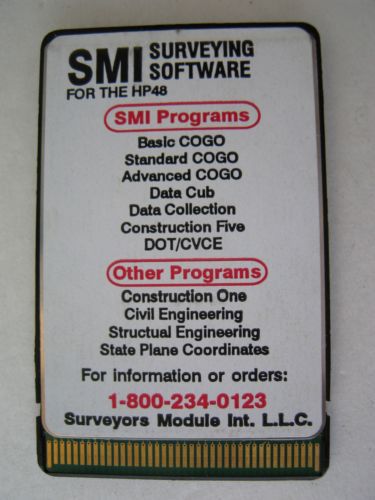 SMI SURVEYING SOFTWARE
FOR THE HP48
SMI Programs
Basic COGO
Standard COGO
Advanced COGO
Data Cub
Data Collection
Construction Five
DOT/CVCE
Other Programs
Construction One
Civil Engineering
Structual Engineering
State Plane Coordinates
For information or orders:
1-800-234-0123
Surveyors Module Int. L.L.C.